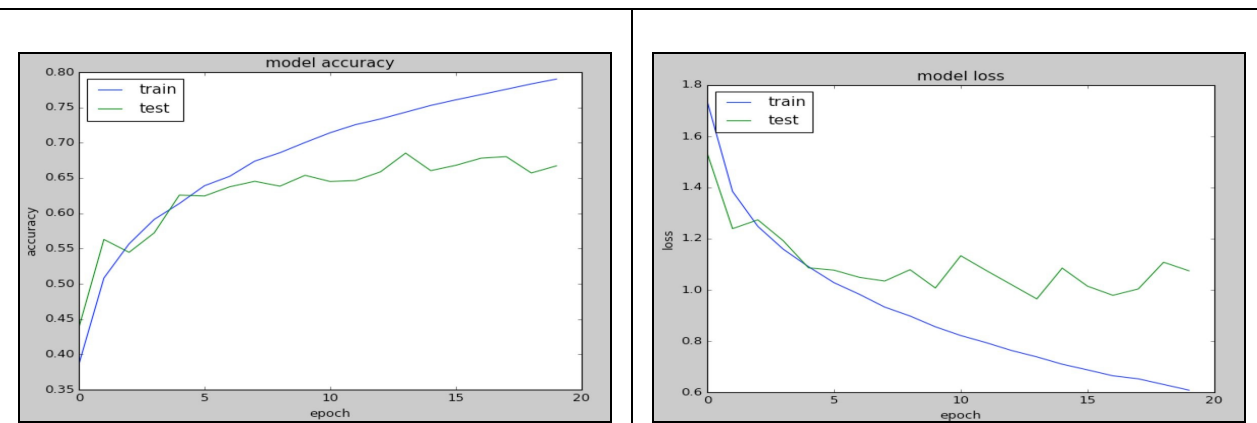 model accuracy
train
test
0.80
0.75
0.70
0.65
0.60
0.55
0.50
0.45
0.40
0.35
accuracy
0 5 10 15 20
epoch
model loss
train
test
1.8
1.6
1.4
1.2
1.0
0.8
0.6
loss
0 5 10 15 20
epoch